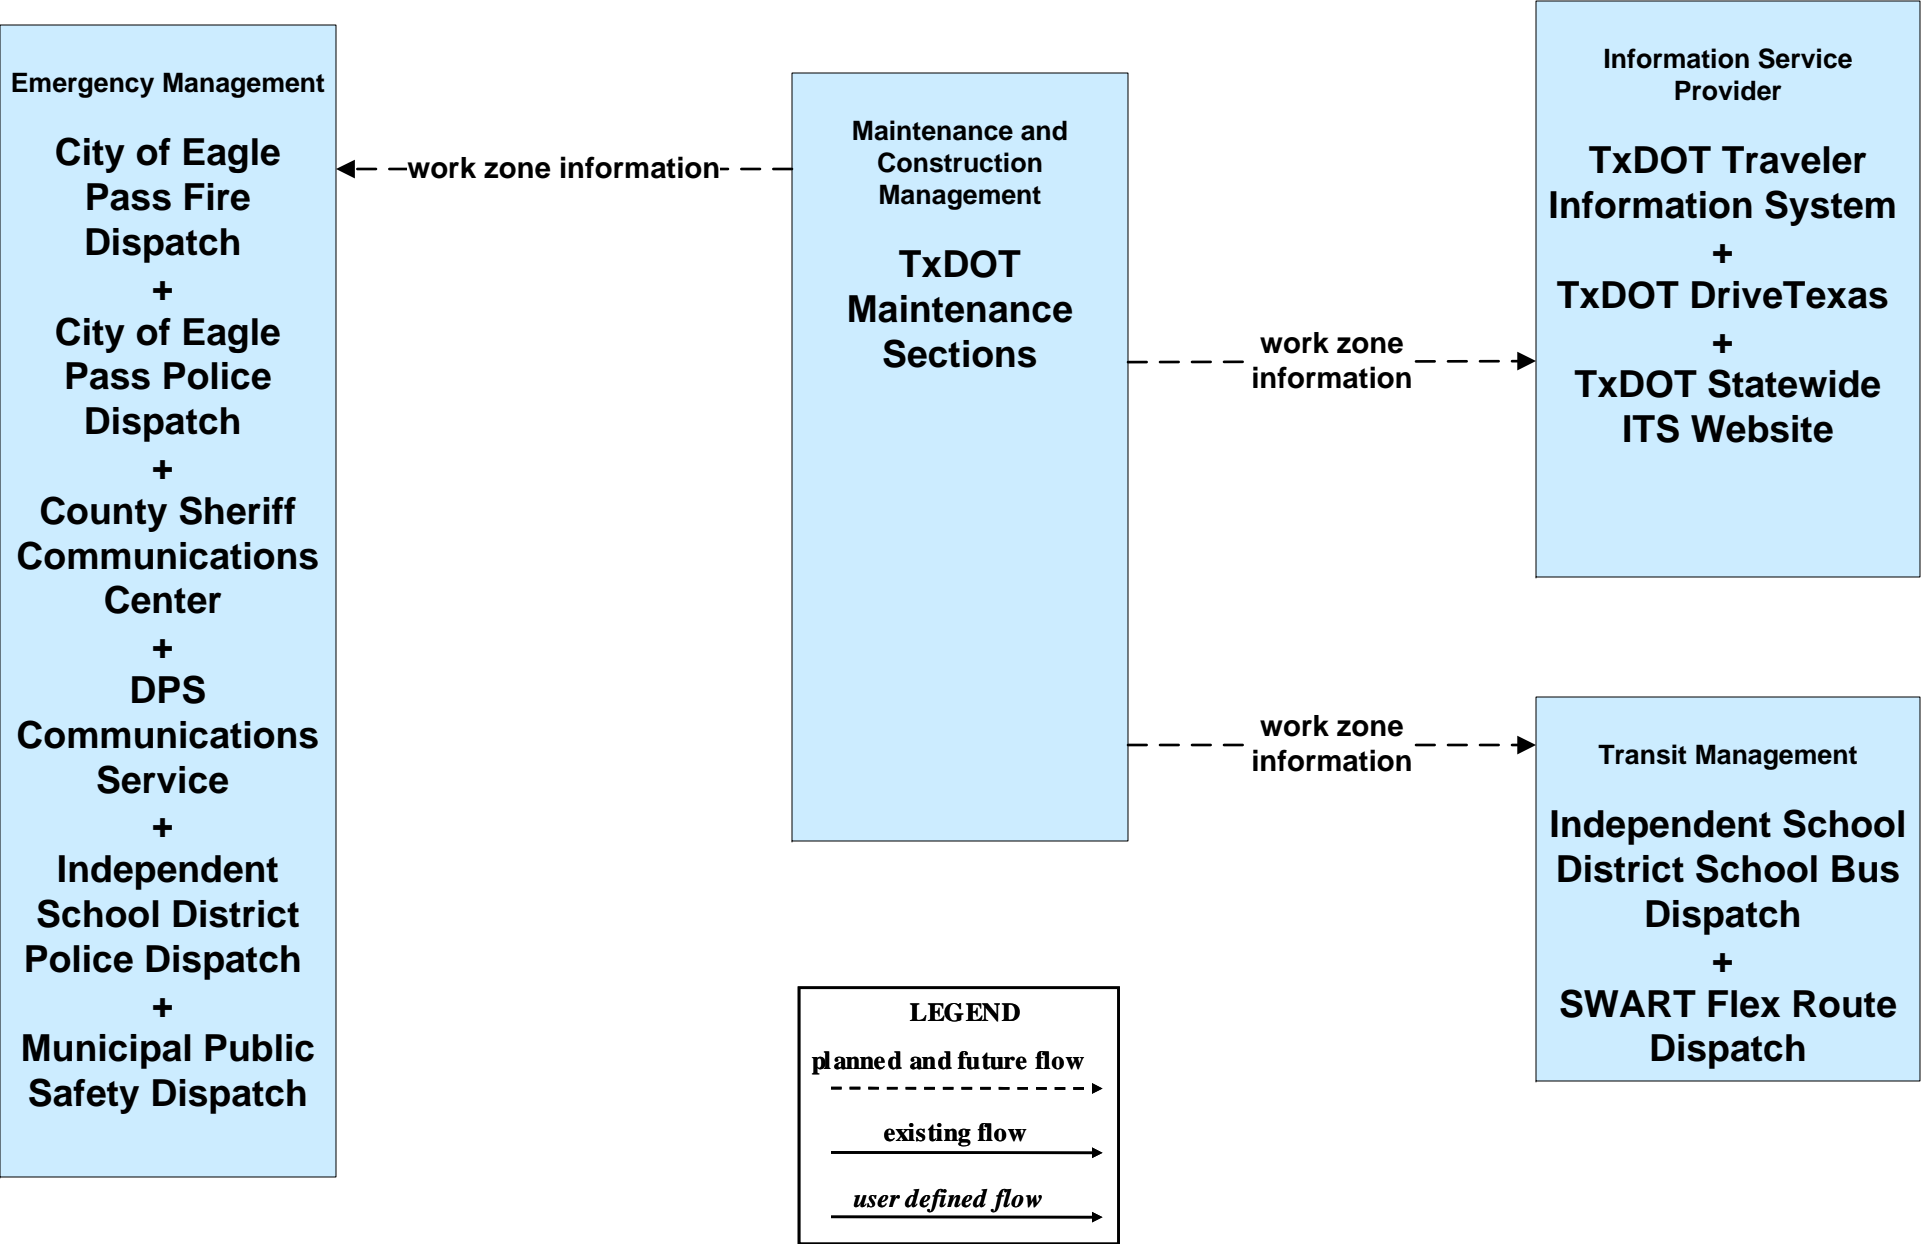 Emergency Management
City of Eagle
Pass Fire
Dispatch
+
City of Eagle
Pass Police
Dispatch
+
County Sheriff
Communications
Center
+
DPS
Communications
Service
+
Independent
School District
Police Dispatch
+
Municipal Public
Safety Dispatch
work zone information
Maintenance and
Construction
Management
TxDOT
Maintenance
Sections
work zone
information
work zone
information
Information Service
Provider
TxDOT Traveler
Information System
+
TxDOT DriveTexas
+
TxDOT Statewide
ITS Website
Transit Management
Independent School
District School Bus
Dispatch
+
SWART Flex Route
Dispatch
LEGEND
planned and future flow
existing flow
user defined flow